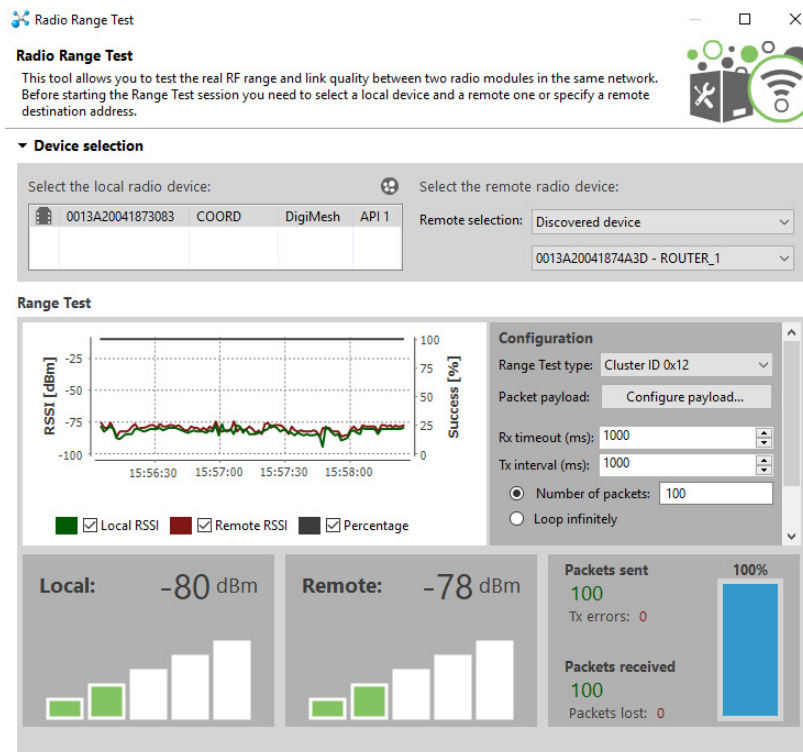 Radio Range Test
Radio Range Test
This tool allows you to test the real RF range and link quality between two radio modules in the same network.
Before starting the Range Test session you need to select a local device and a remote one or specify a remote
destination address.
Device selection
Select the local radio device:
0013A20041873083 COORD DigiMesh API 1
Select the remote radio device:
Remote selection: Discovered device
0013A20041874A3D - ROUTER_1
Range Test
RSSI [dBm]
-25
-50
-75
-100
100
75
50
25
0
Success [%]
15:56:30 15:57:00 15:57:30 15:58:00
Local RSSI Remote RSSI Percentage
Configuration
Range Test type: Cluster ID 0x12
Packet payload: Configure payload...
Rx timeout (ms): 1000
Tx interval (ms): 1000
Number of packets: 100
Loop infinitely
Local: -80 dBm
Remote: -78 dBm
Packets sent
100
Tx errors: 0
Packets received
100
Packets lost: 0
100%